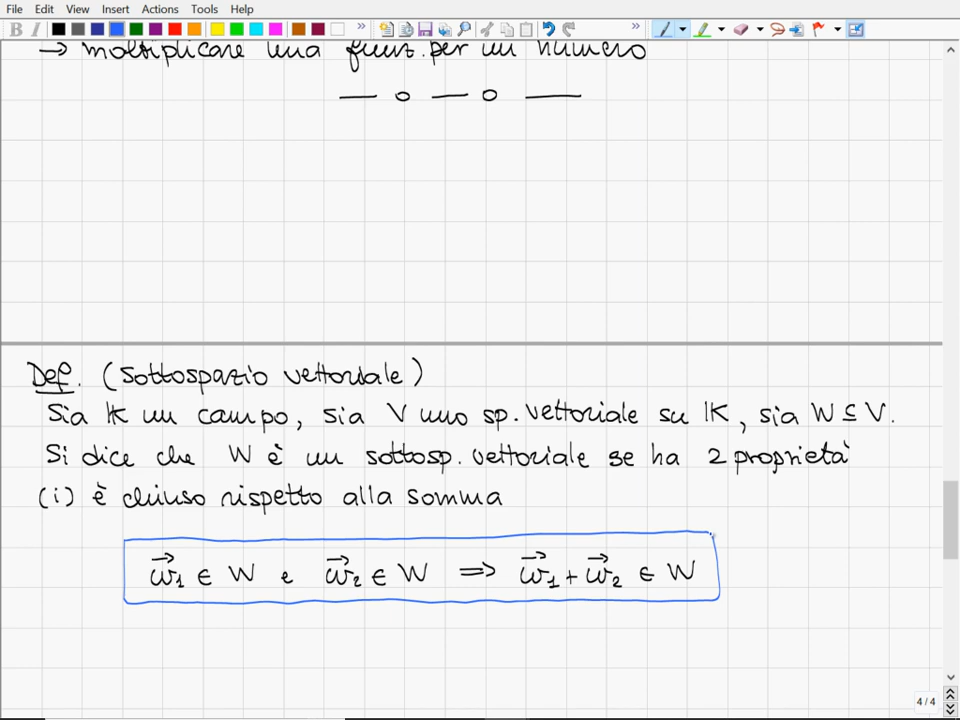 File Edit View Insert Actions Tools Help
B I
→ moltiplicare una funz. per un numero
Def. (Sottospazio vettoriale)
Sia K un campo, sia V uno sp. vettoriale su K, sia W ⊆ V.
Si dice che W è un sottosp. vettoriale se ha 2 proprietà
(i) è chiuso rispetto alla somma
w⃗₁ ∈ W e w⃗₂ ∈ W ⟹ w⃗₁ + w⃗₂ ∈ W
4 / 4